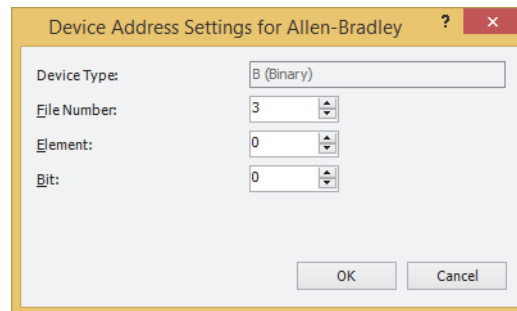 Device Address Settings for Allen-Bradley ? ×
Device Type: B (Binary)
File Number: 3
Element: 0
Bit: 0
OK Cancel